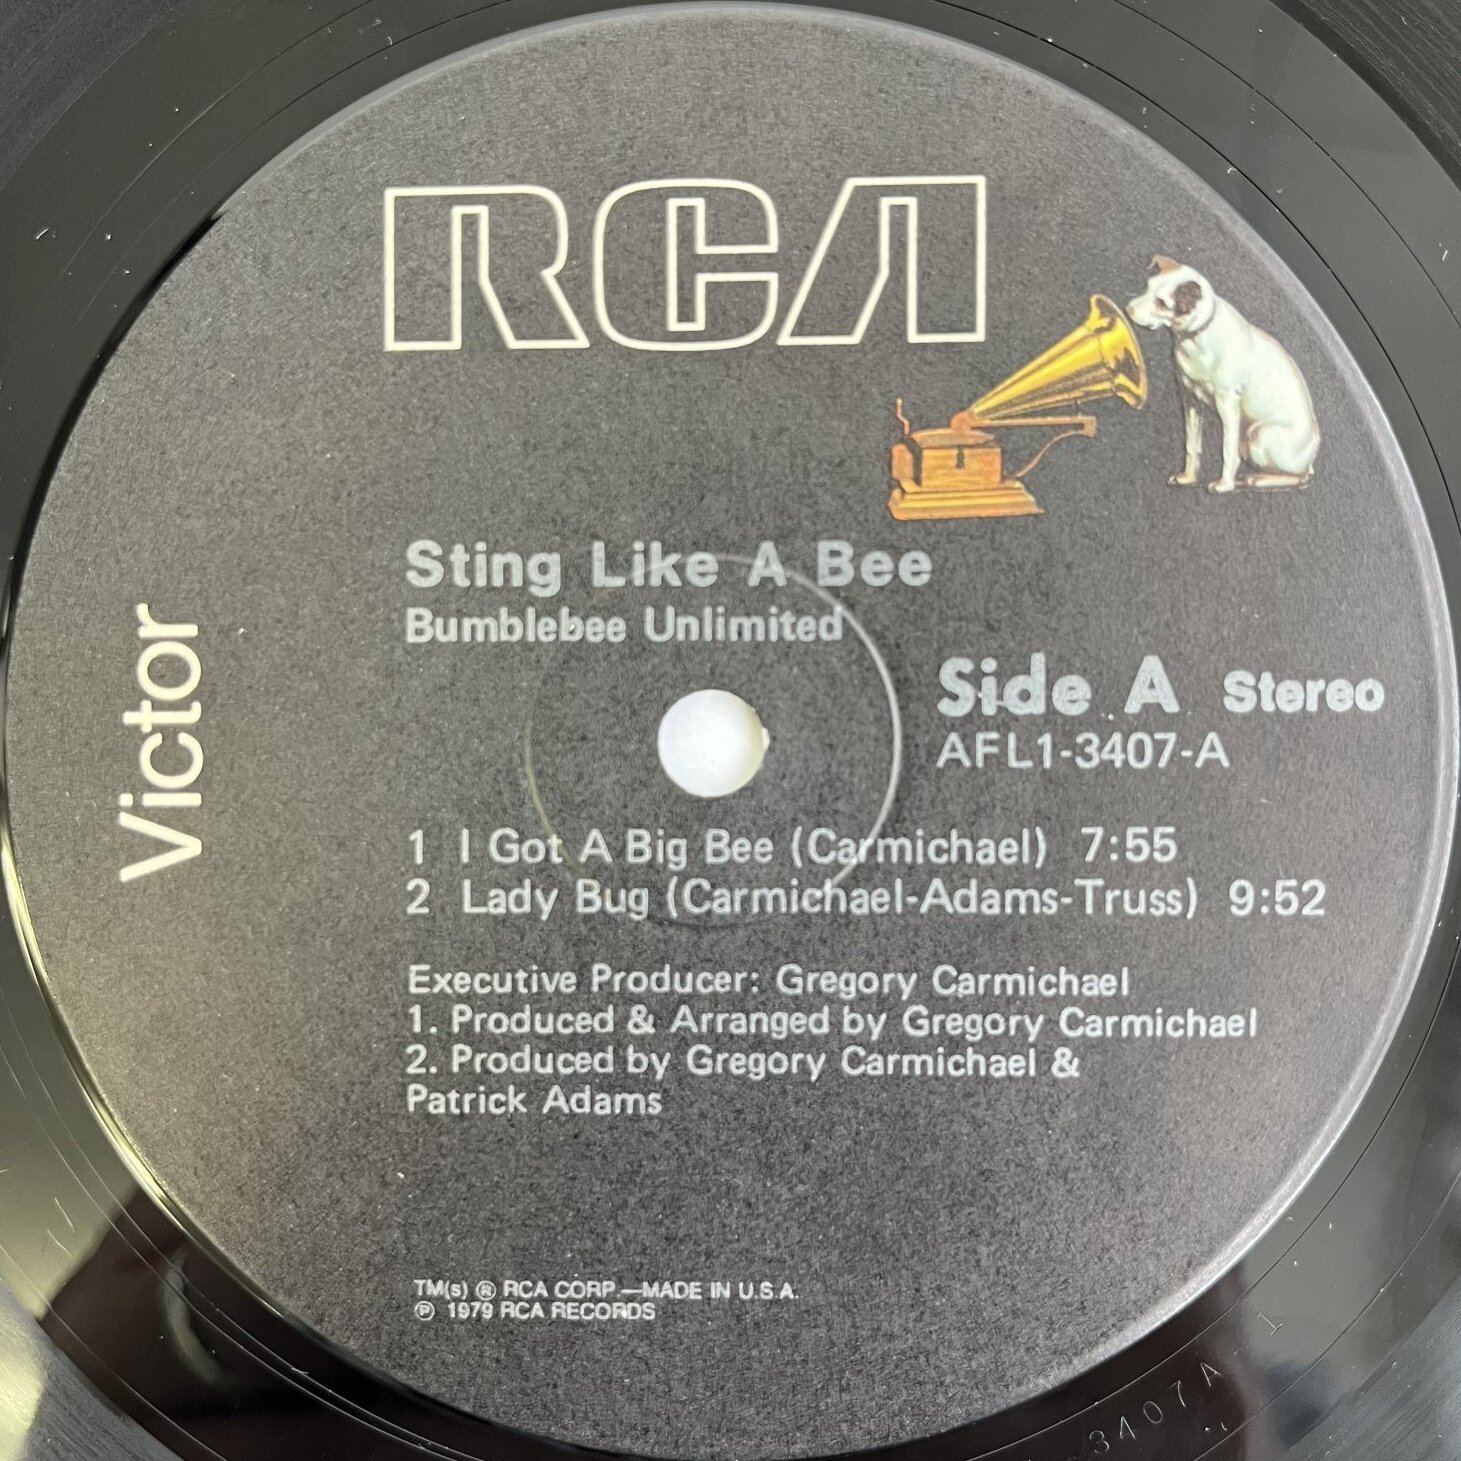 RCA
Victor
Sting Like A Bee
Bumblebee Unlimited
Side A Stereo
AFL1-3407-A
1 I Got A Big Bee (Carmichael) 7:55
2 Lady Bug (Carmichael-Adams-Truss) 9:52
Executive Producer: Gregory Carmichael
1. Produced & Arranged by Gregory Carmichael
2. Produced by Gregory Carmichael &
Patrick Adams
TM(s) ® RCA CORP.—MADE IN U.S.A.
℗ 1979 RCA RECORDS
3407 A 1